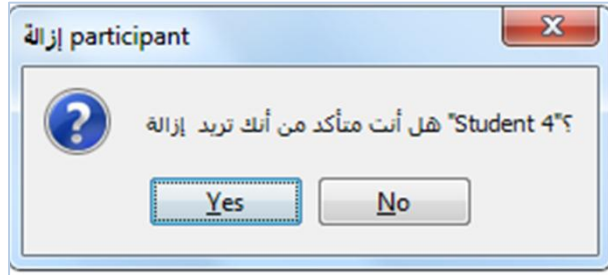 إزالة participant
هل أنت متأكد من أنك تريد إزالة "Student 4"؟
Yes
No